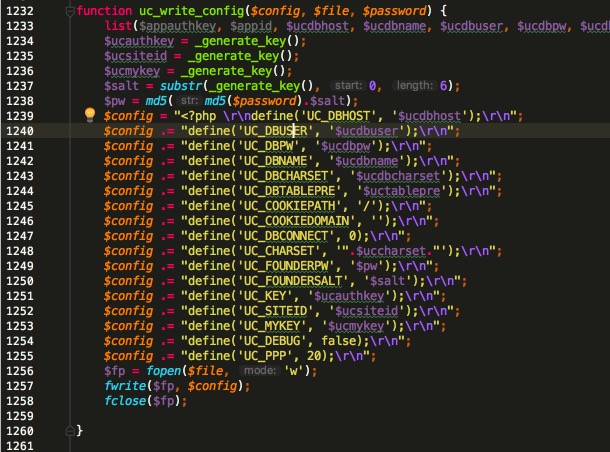 1232 function uc_write_config($config, $file, $password) {
1233 list($appauthkey, $appid, $ucdbhost, $ucdbname, $ucdbuser, $ucdbpw, $ucdb
1234 $ucauthkey = _generate_key();
1235 $ucsiteid = _generate_key();
1236 $ucmykey = _generate_key();
1237 $salt = substr(_generate_key(), start: 0, length: 6);
1238 $pw = md5( str: md5($password).$salt);
1239 $config = "<?php \r\ndefine('UC_DBHOST', '$ucdbhost');\r\n";
1240 $config .= "define('UC_DBUSER', '$ucdbuser');\r\n";
1241 $config .= "define('UC_DBPW', '$ucdbpw');\r\n";
1242 $config .= "define('UC_DBNAME', '$ucdbname');\r\n";
1243 $config .= "define('UC_DBCHARSET', '$ucdbcharset');\r\n";
1244 $config .= "define('UC_DBTABLEPRE', '$uctablepre');\r\n";
1245 $config .= "define('UC_COOKIEPATH', '/');\r\n";
1246 $config .= "define('UC_COOKIEDOMAIN', '');\r\n";
1247 $config .= "define('UC_DBCONNECT', 0);\r\n";
1248 $config .= "define('UC_CHARSET', '".$uccharset."');\r\n";
1249 $config .= "define('UC_FOUNDERPW', '$pw');\r\n";
1250 $config .= "define('UC_FOUNDERSALT', '$salt');\r\n";
1251 $config .= "define('UC_KEY', '$ucauthkey');\r\n";
1252 $config .= "define('UC_SITEID', '$ucsiteid');\r\n";
1253 $config .= "define('UC_MYKEY', '$ucmykey');\r\n";
1254 $config .= "define('UC_DEBUG', false);\r\n";
1255 $config .= "define('UC_PPP', 20);\r\n";
1256 $fp = fopen($file, mode: 'w');
1257 fwrite($fp, $config);
1258 fclose($fp);
1259
1260 }
1261